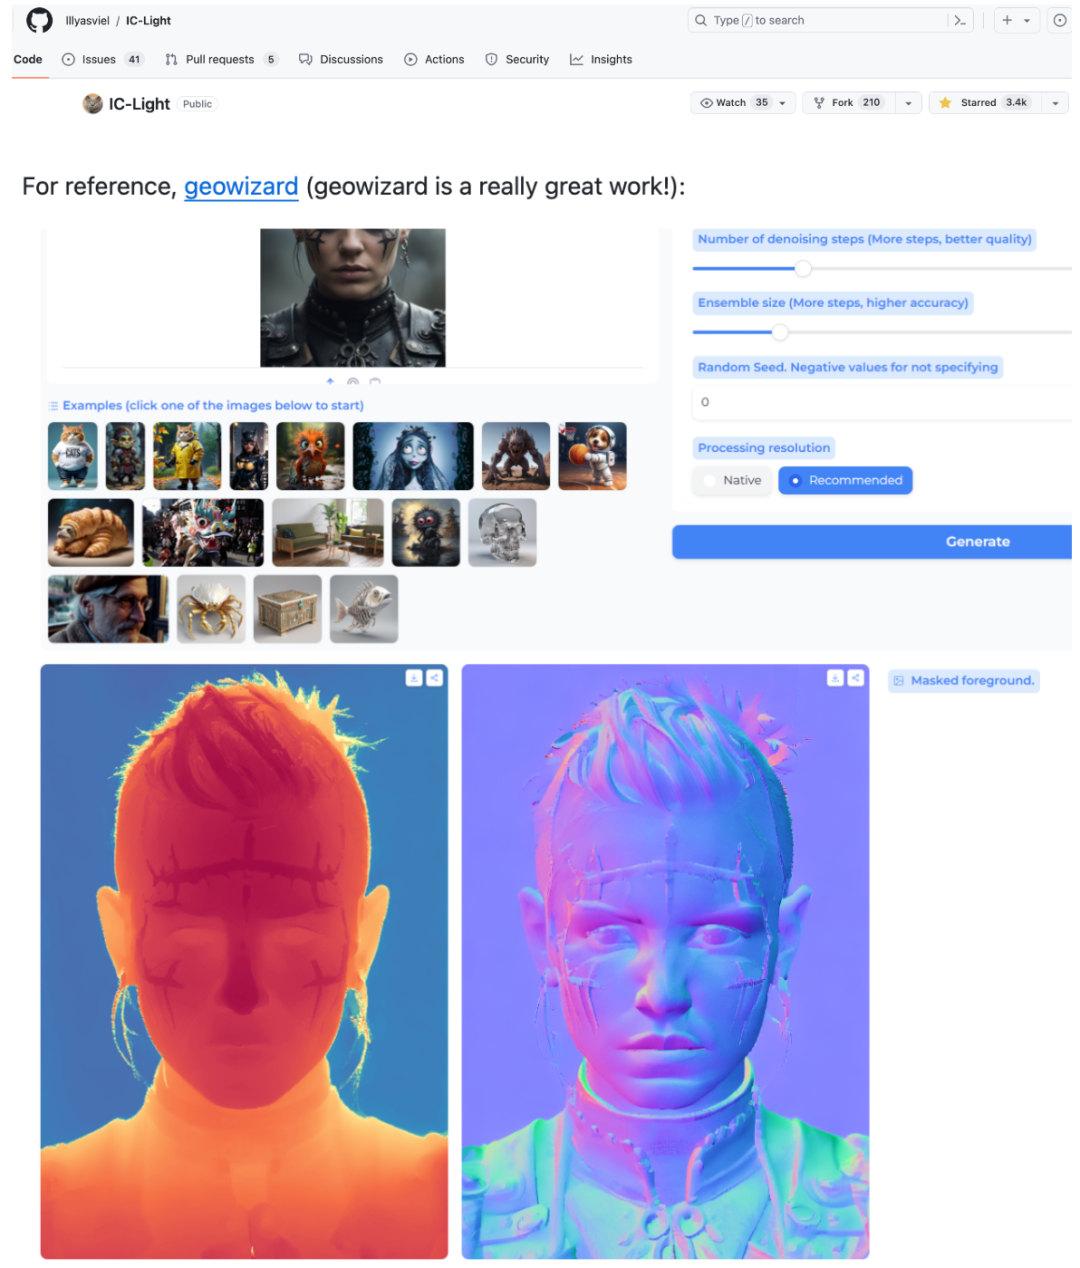 lllyasviel / IC-Light
Type / to search
Code
Issues 41
Pull requests 5
Discussions
Actions
Security
Insights
IC-Light Public
Watch 35
Fork 210
Starred 3.4k
For reference, geowizard (geowizard is a really great work!):
Number of denoising steps (More steps, better quality)
Ensemble size (More steps, higher accuracy)
Random Seed. Negative values for not specifying
0
Processing resolution
Native
Recommended
Generate
Examples (click one of the images below to start)
CATS
Masked foreground.